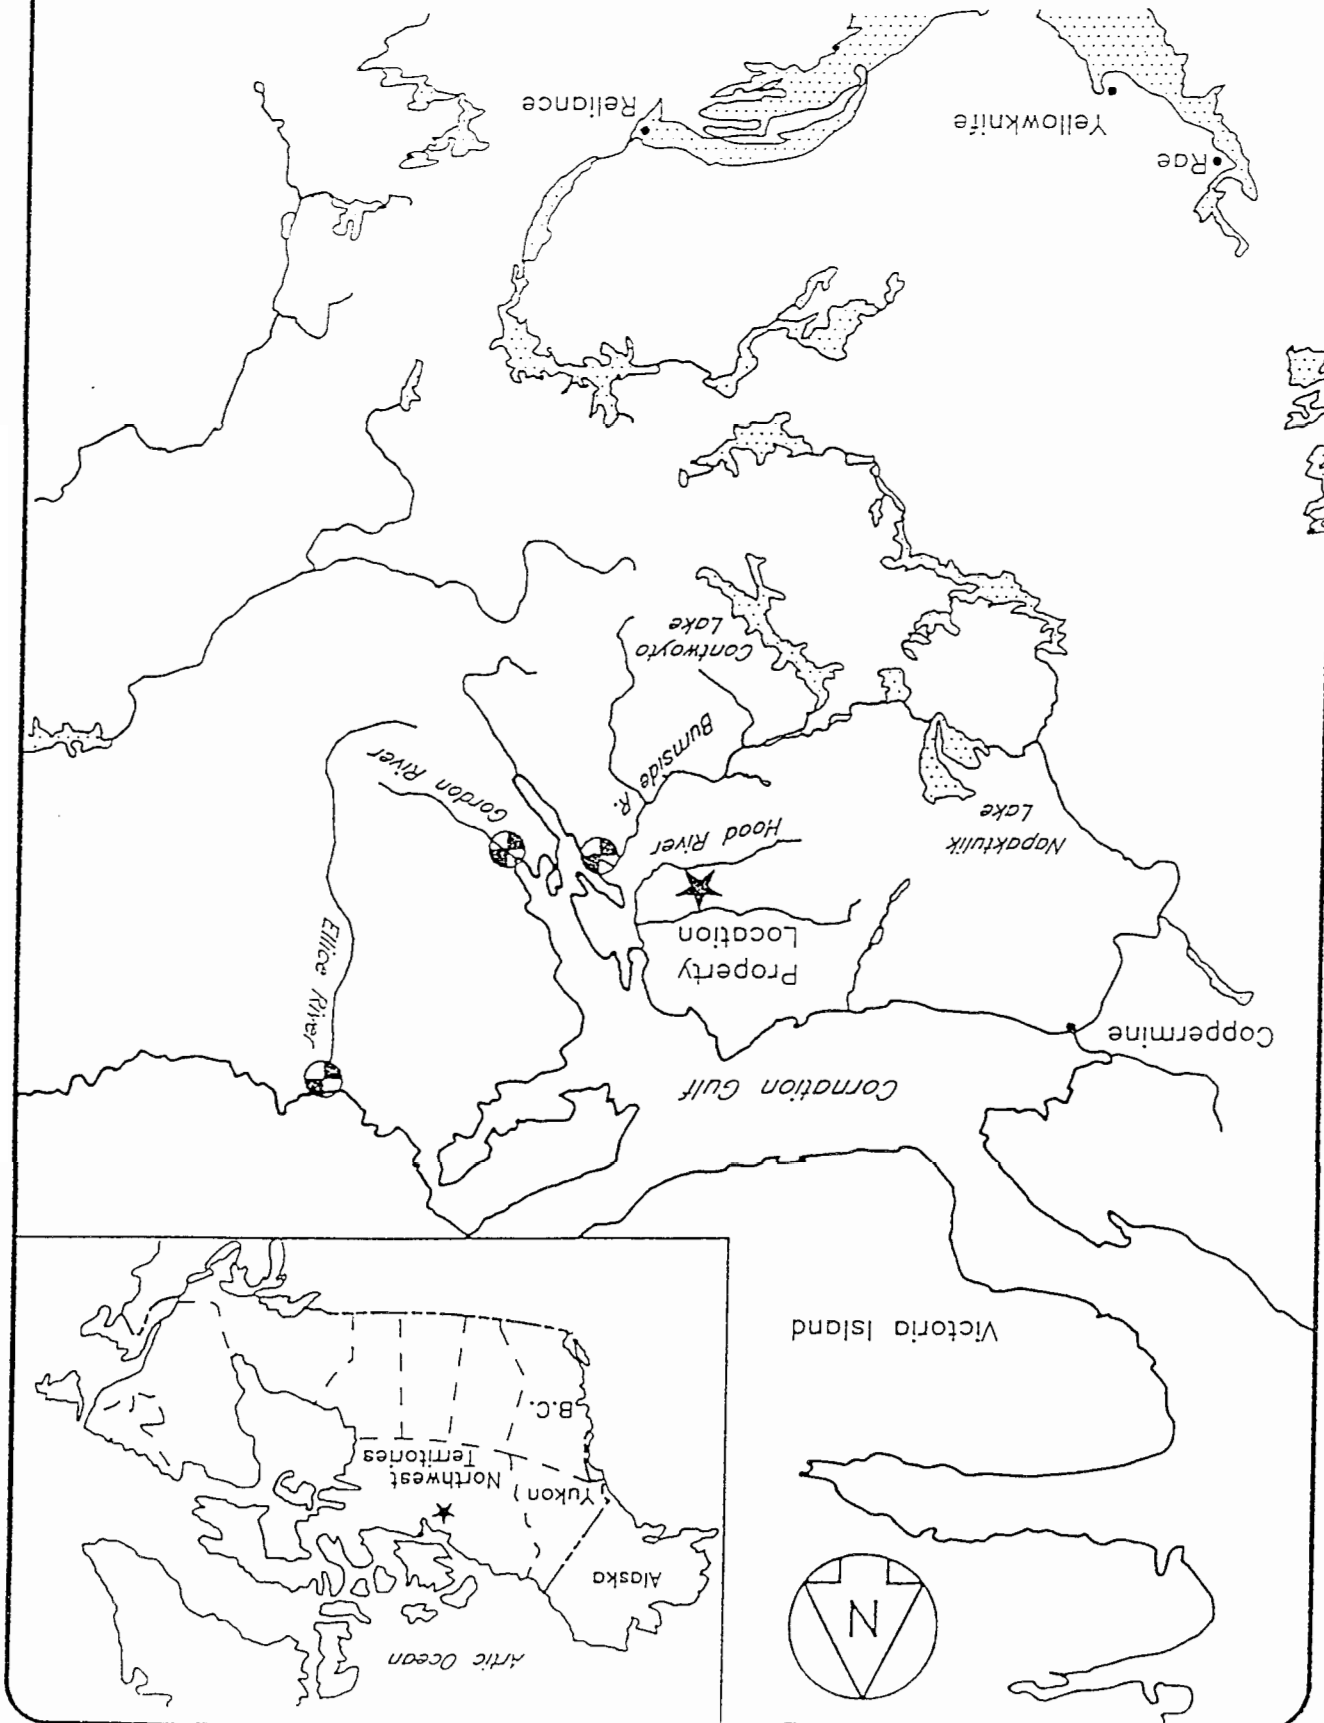 Artic Ocean
Alaska
Yukon
Northwest
Territories
B.C.
N
Victoria Island
Cornation Gulf
Coppermine
Ellice River
Property
Location
Hood River
Gordon River
Burnside
R.
Napaktulik
Lake
Contwoyto
Lake
Rae
Yellowknife
Reliance